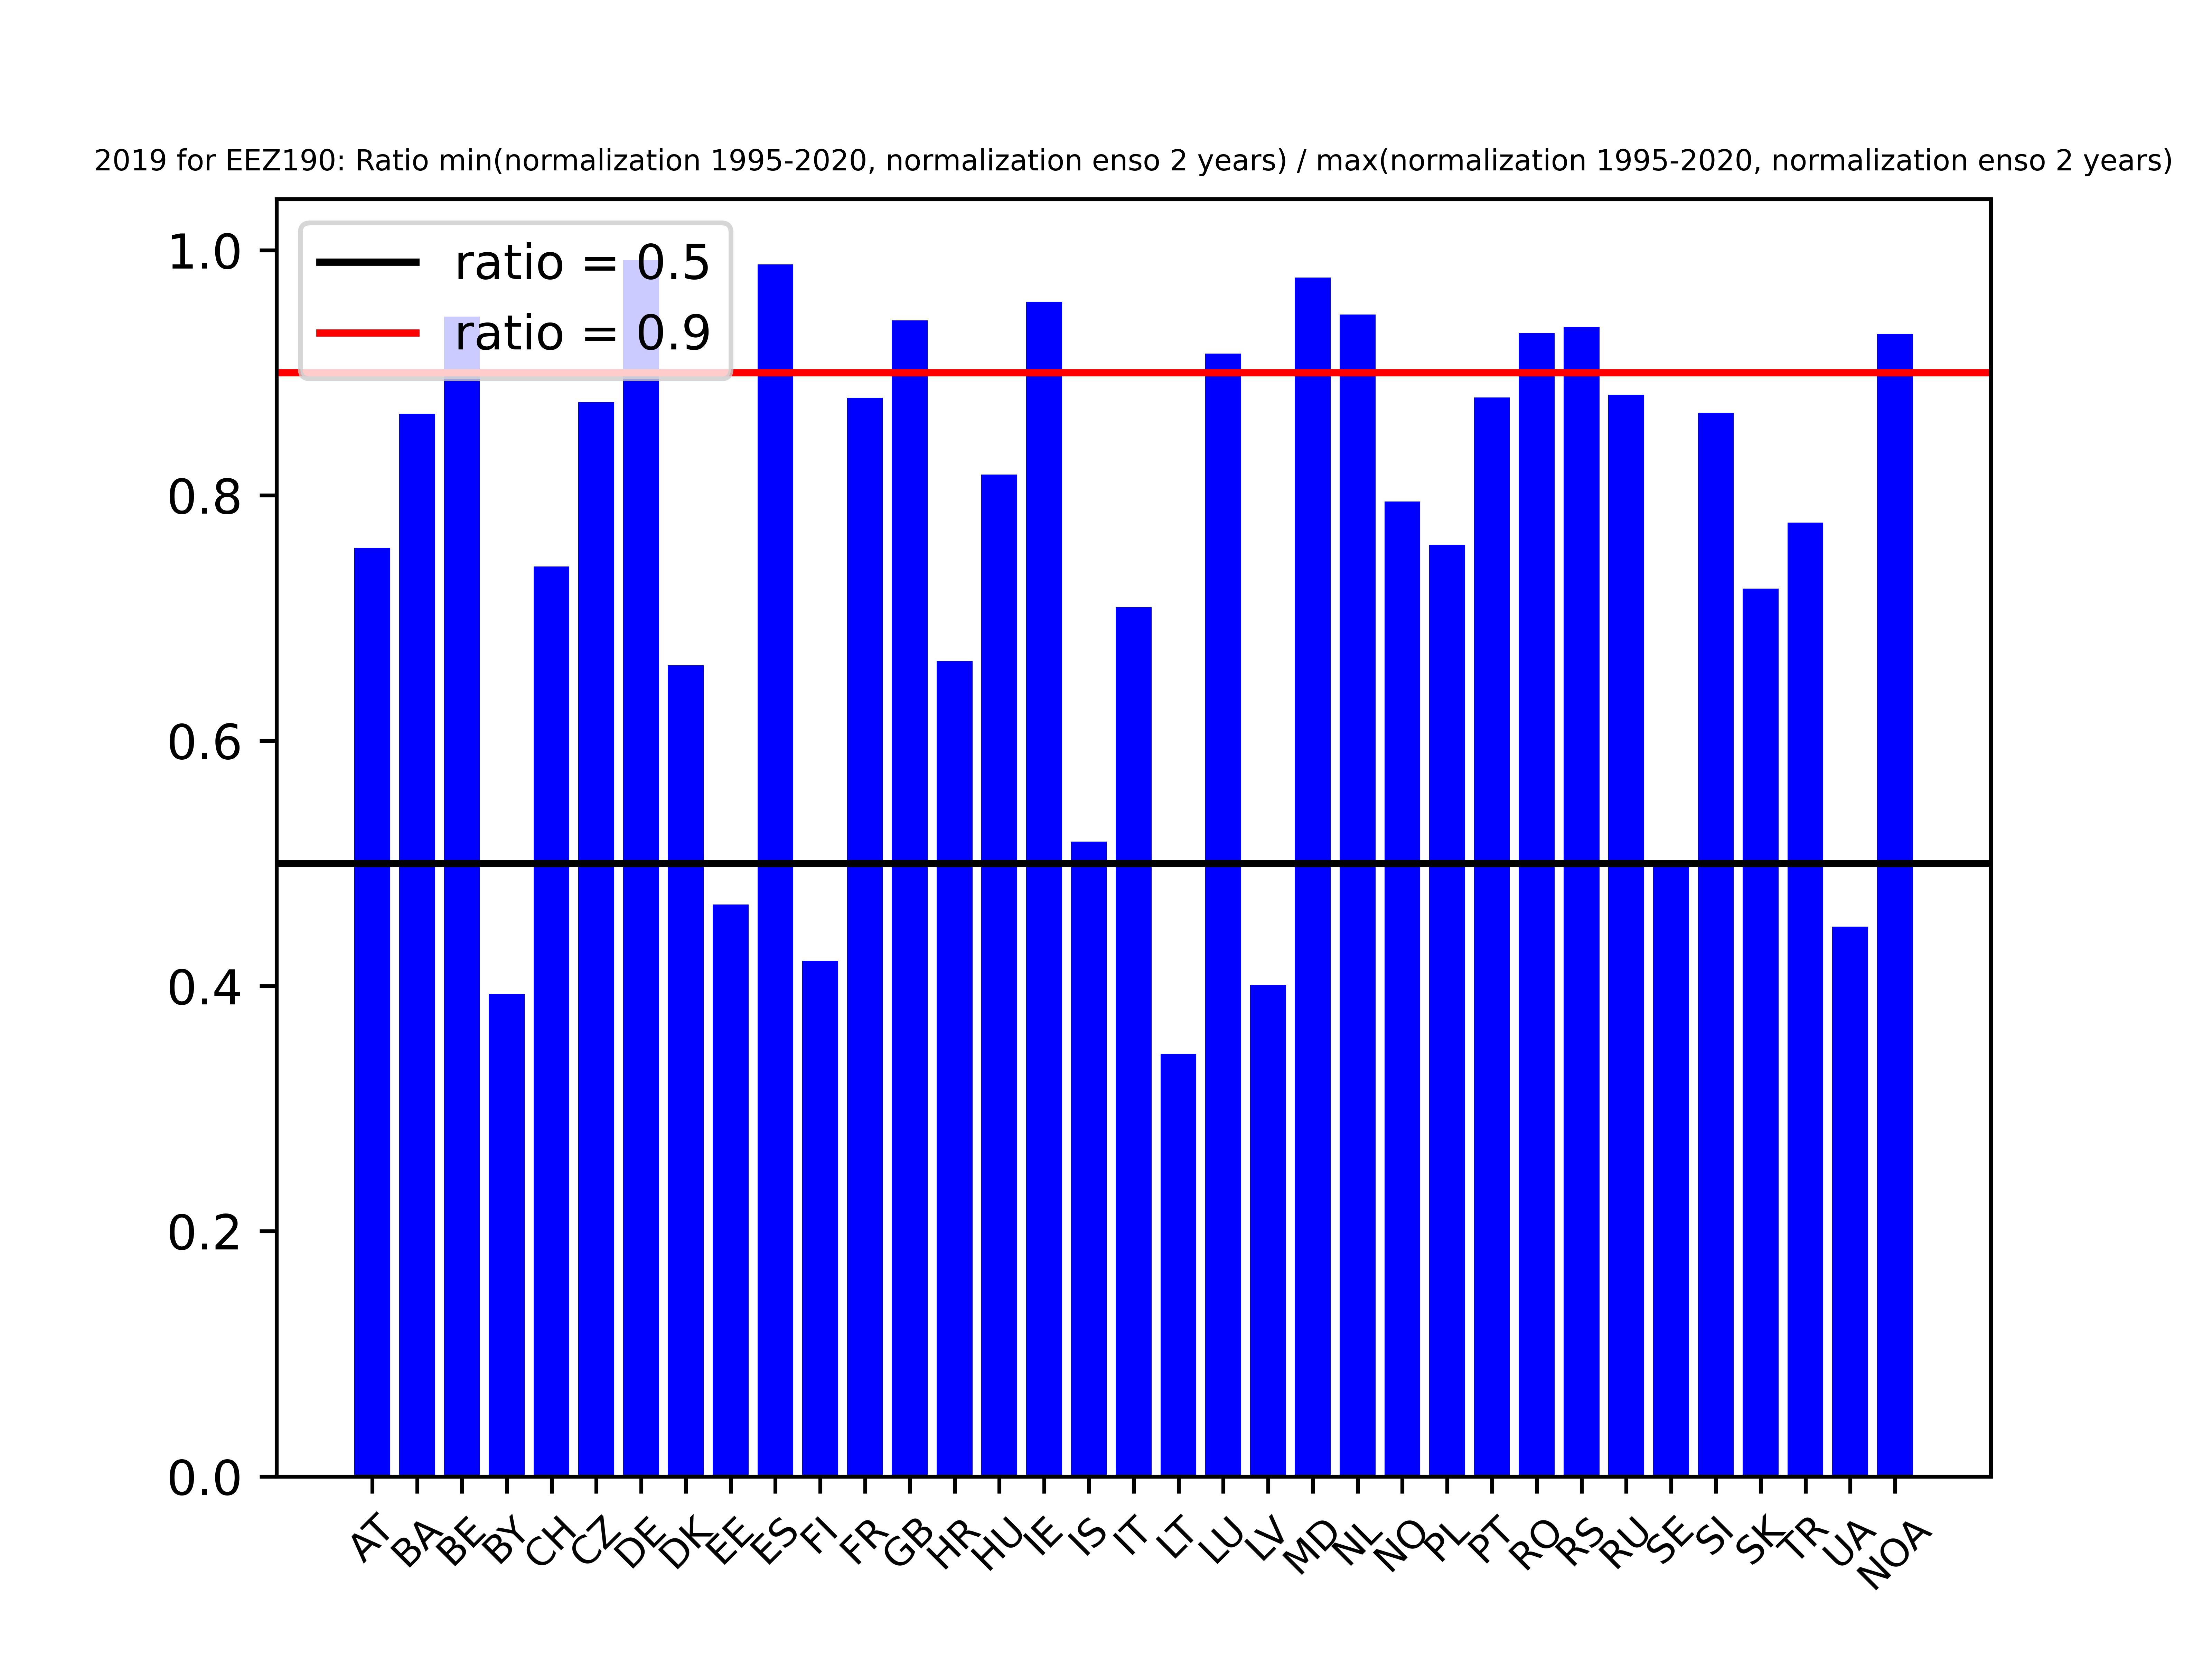 2019 for EEZ190: Ratio min(normalization 1995-2020, normalization enso 2 years) / max(normalization 1995-2020, normalization enso 2 years)
ratio = 0.5
ratio = 0.9
1.0
0.8
0.6
0.4
0.2
0.0
AT BA BE BY CH CZ DE DK EE ES FI FR GB HR HU IE IS IT LT LU LV MD NL NO PL PT RO RS RU SE SI SK TR UA NOA